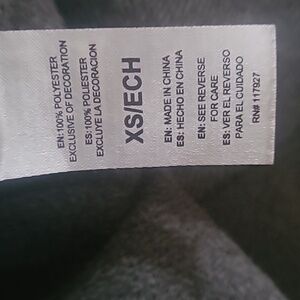 EN: 100% POLYESTER
EXCLUSIVE OF DECORATION
ES: 100% POLIESTER
EXCLUYE LA DECORACION
XS/ECH
EN: MADE IN CHINA
ES: HECHO EN CHINA
EN: SEE REVERSE
FOR CARE
ES: VER EL REVERSO
PARA EL CUIDADO
RN# 117927